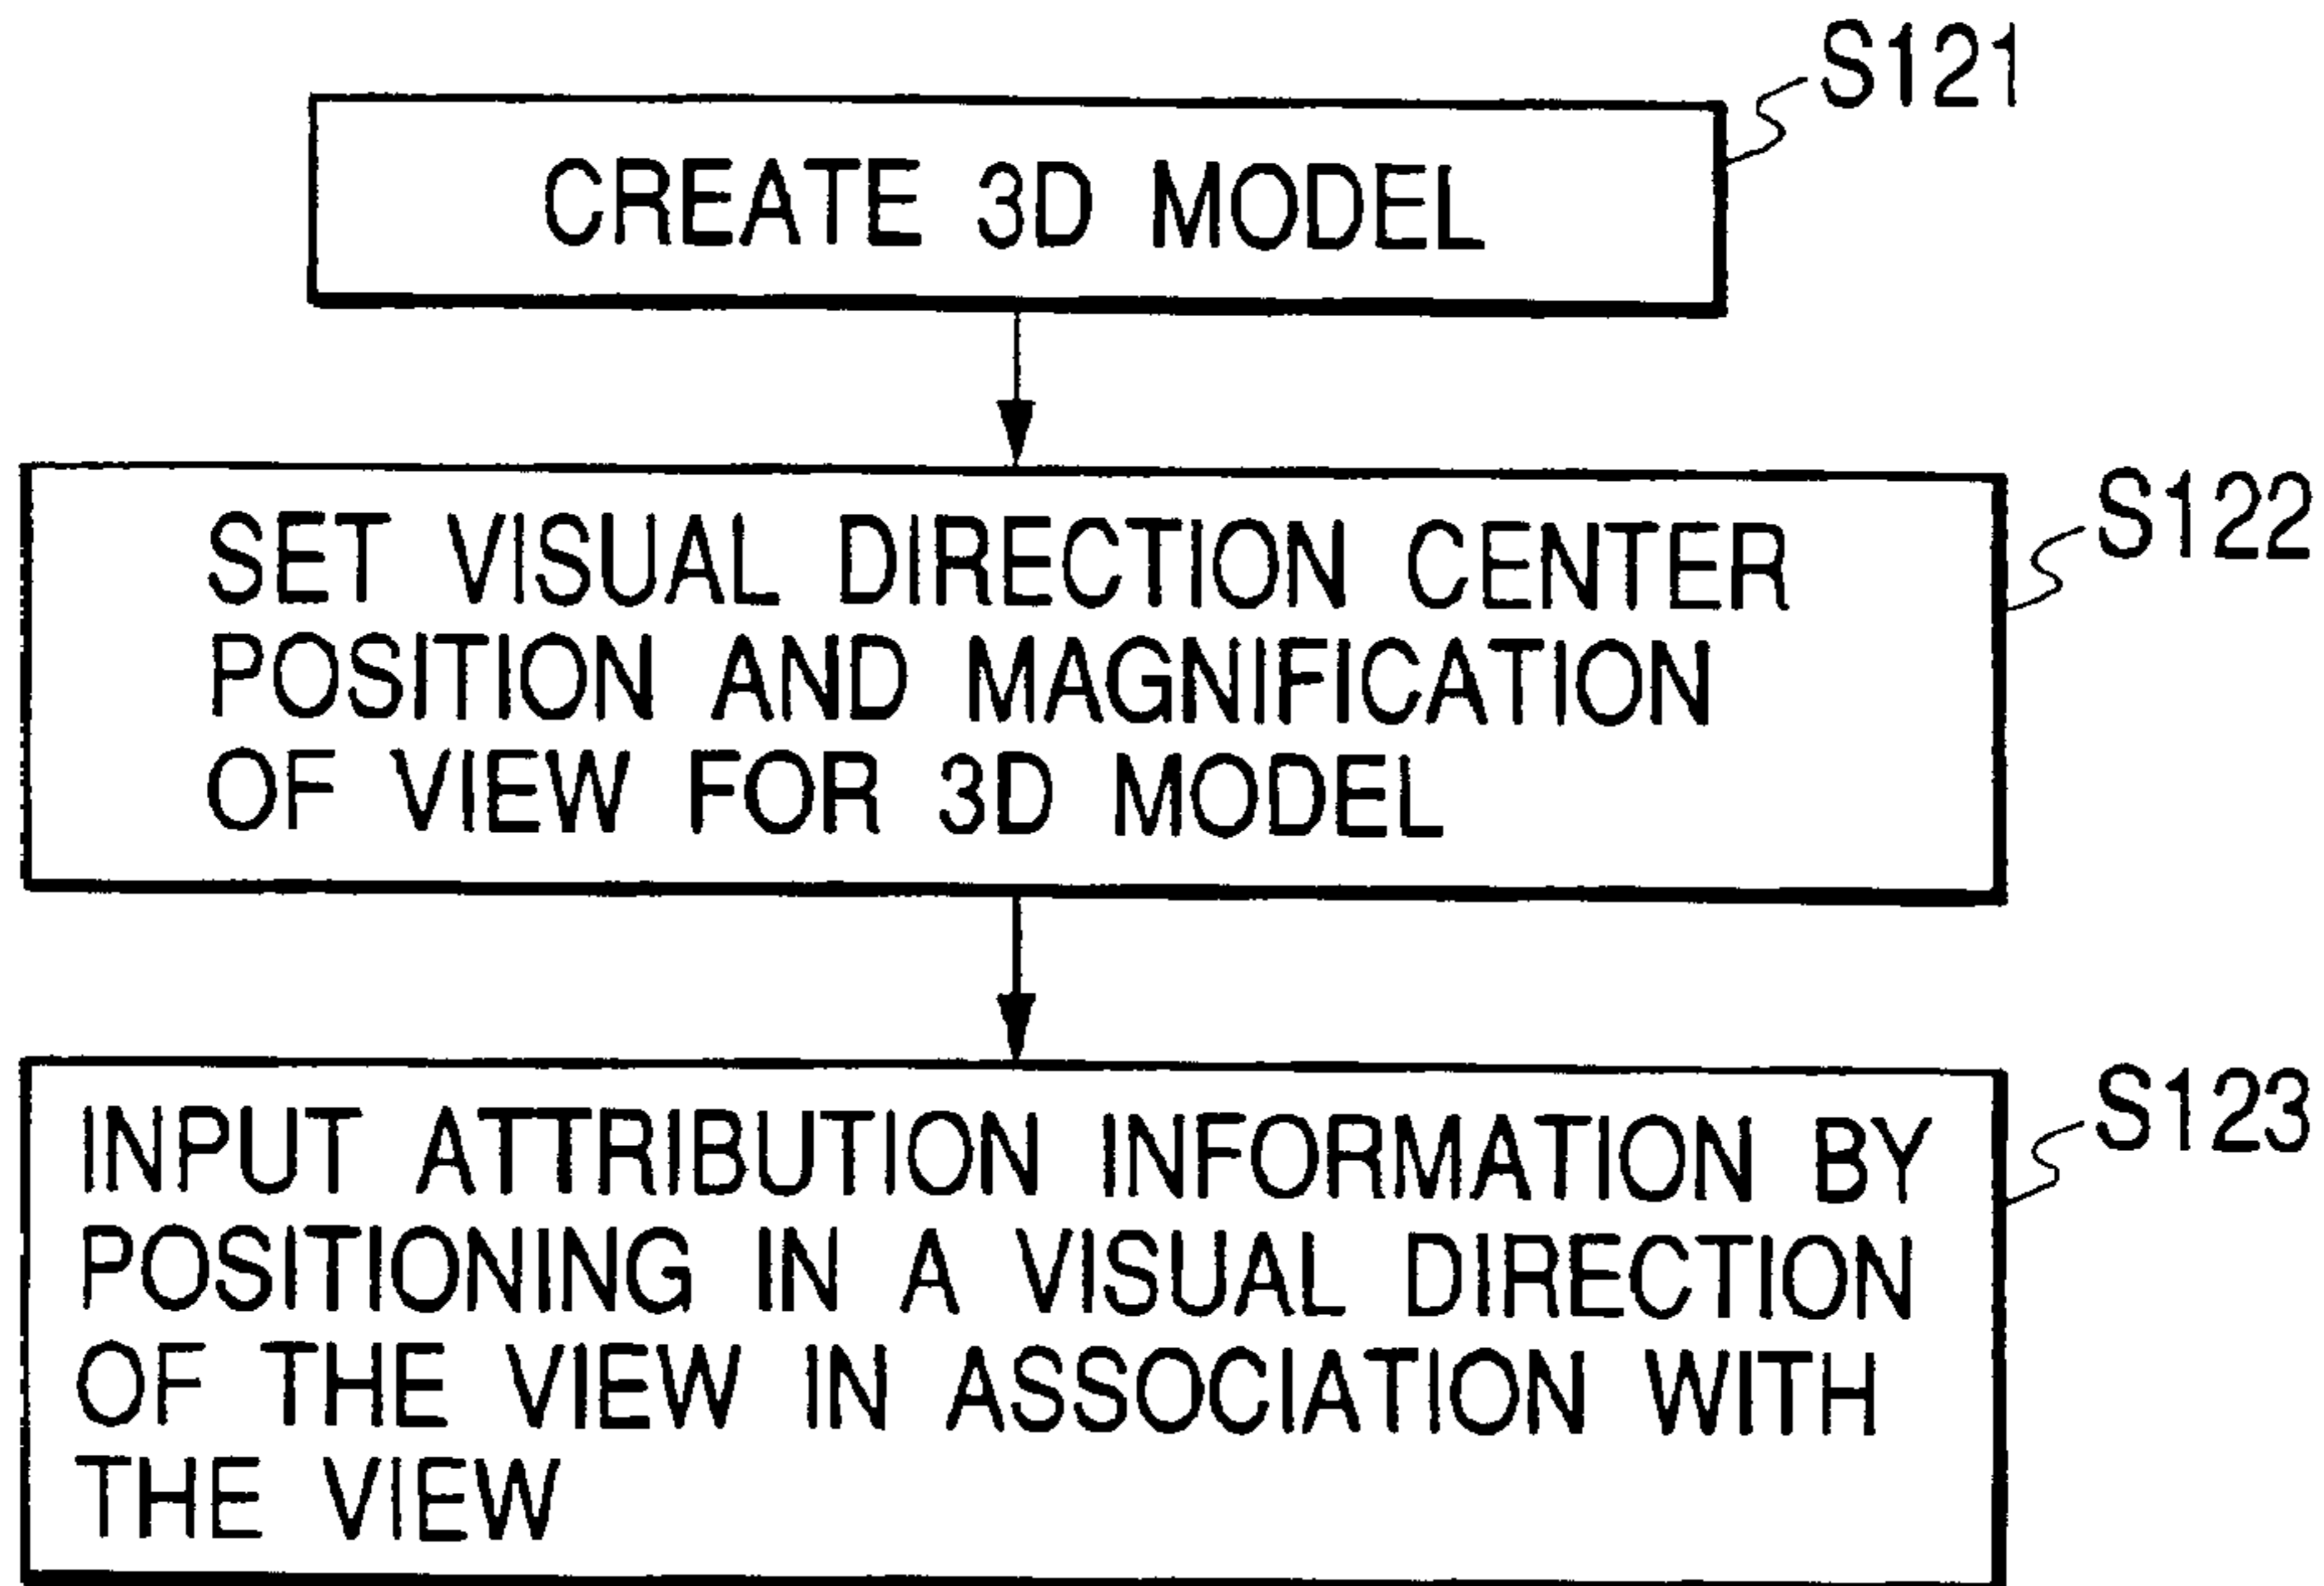 S121
CREATE 3D MODEL
S122
SET VISUAL DIRECTION CENTER
POSITION AND MAGNIFICATION
OF VIEW FOR 3D MODEL
S123
INPUT ATTRIBUTION INFORMATION BY
POSITIONING IN A VISUAL DIRECTION
OF THE VIEW IN ASSOCIATION WITH
THE VIEW